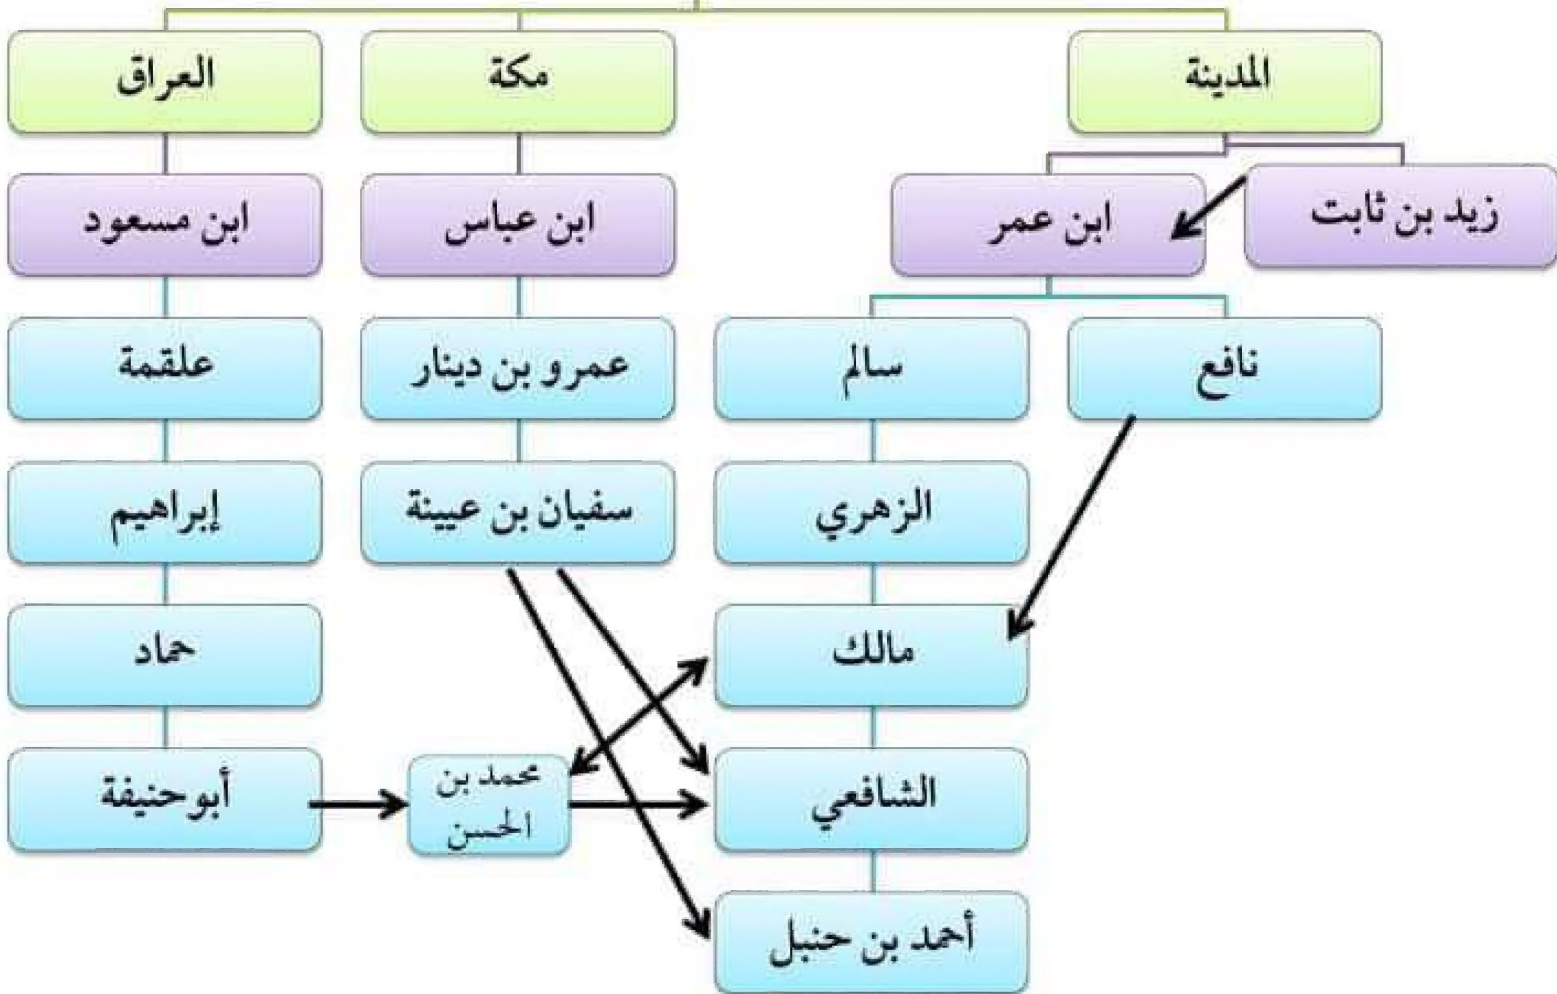 المدينة
مكة
العراق
زيد بن ثابت
ابن عمر
ابن عباس
ابن مسعود
نافع
سالم
عمرو بن دينار
علقمة
الزهري
سفيان بن عيينة
إبراهيم
مالك
حماد
الشافعي
محمد بن
الحسن
أبوحنيفة
أحمد بن حنبل